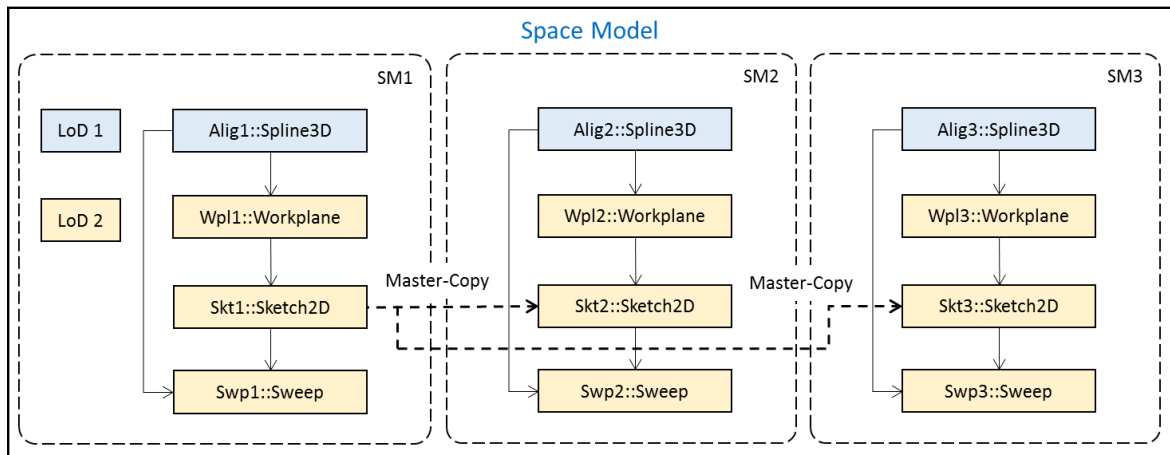 Space Model
SM1
LoD 1
Alig1::Spline3D
LoD 2
Wpl1::Workplane
Skt1::Sketch2D
Swp1::Sweep
Master-Copy
SM2
Alig2::Spline3D
Wpl2::Workplane
Skt2::Sketch2D
Swp2::Sweep
Master-Copy
SM3
Alig3::Spline3D
Wpl3::Workplane
Skt3::Sketch2D
Swp3::Sweep